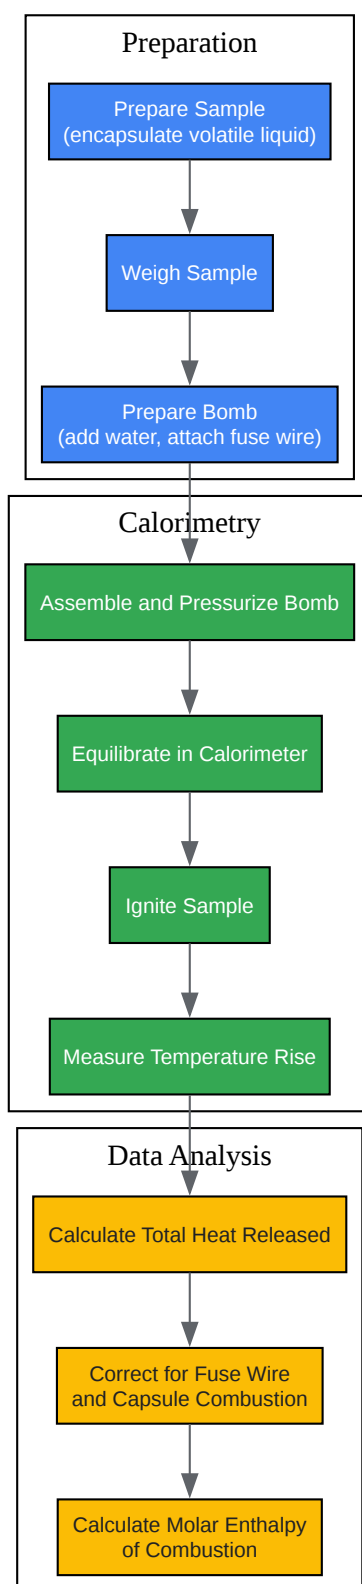 Preparation
Prepare Sample
(encapsulate volatile liquid)
Weigh Sample
Prepare Bomb
(add water, attach fuse wire)
Calorimetry
Assemble and Pressurize Bomb
Equilibrate in Calorimeter
Ignite Sample
Measure Temperature Rise
Data Analysis
Calculate Total Heat Released
Correct for Fuse Wire
and Capsule Combustion
Calculate Molar Enthalpy
of Combustion